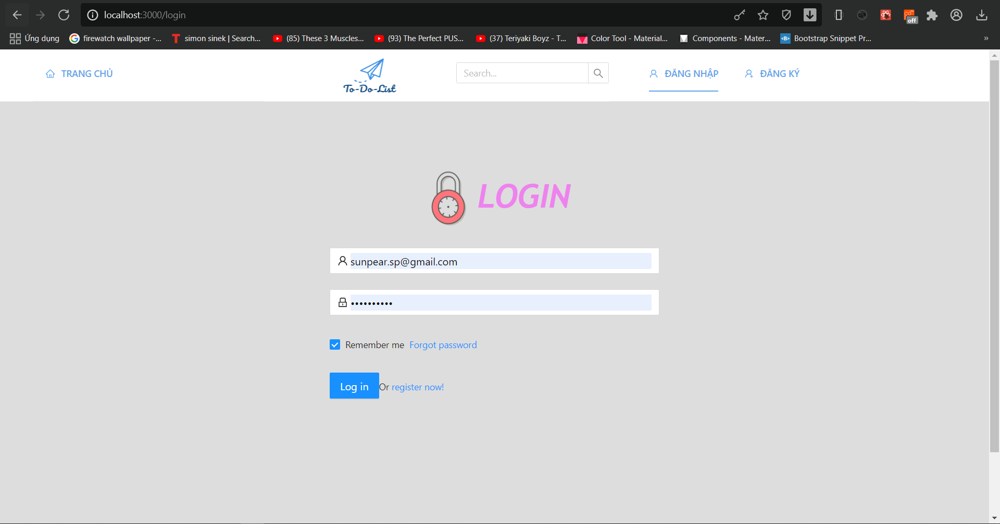 localhost:3000/login
off
Ứng dụng
firewatch wallpaper -...
simon sinek | Search...
(85) These 3 Muscles...
(93) The Perfect PUS...
(37) Teriyaki Boyz - T...
Color Tool - Material...
Components - Mater...
Bootstrap Snippet Pr...
»
TRANG CHỦ
To-Do-List
Search...
ĐĂNG NHẬP
ĐĂNG KÝ
LOGIN
sunpear.sp@gmail.com
••••••••••
Remember me Forgot password
Log in Or register now!